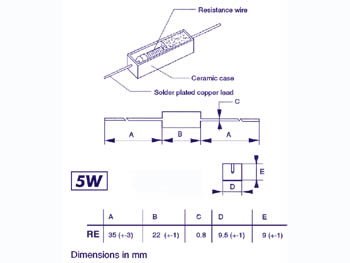 Resistance wire
Ceramic case
Solder plated copper lead
C
A
B
A
E
D
5W
A B C D E
RE 35 (+-3) 22 (+-1) 0.8 9.5 (+-1) 9 (+-1)
Dimensions in mm